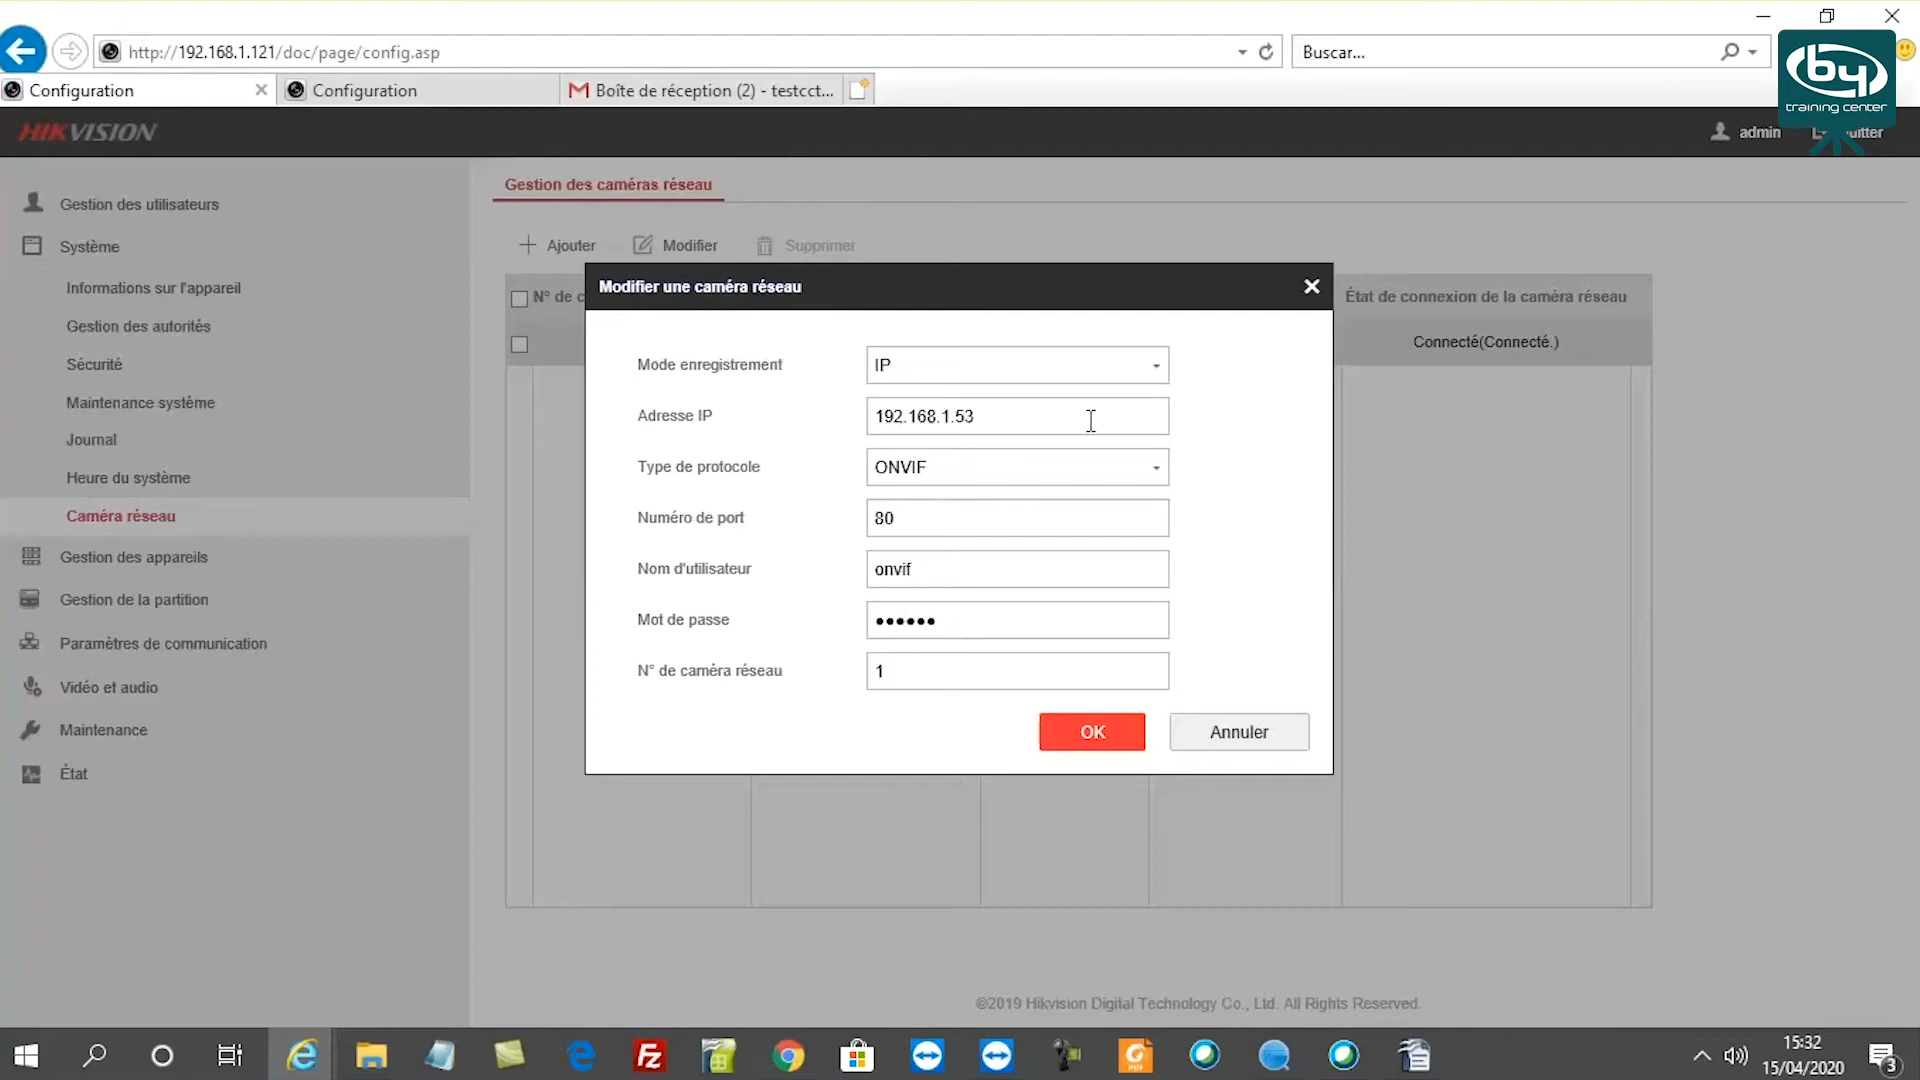 http://192.168.1.121/doc/page/config.asp
Buscar...
Configuration
Configuration
Boîte de réception (2) - testcct...
by
training center
HIKVISION
admin
uitter
Gestion des utilisateurs
Système
Informations sur l'appareil
Gestion des autorités
Sécurité
Maintenance système
Journal
Heure du système
Caméra réseau
Gestion des appareils
Gestion de la partition
Paramètres de communication
Vidéo et audio
Maintenance
État
Gestion des caméras réseau
Ajouter
Modifier
Supprimer
N° de c
État de connexion de la caméra réseau
Connecté(Connecté.)
Modifier une caméra réseau
Mode enregistrement
IP
Adresse IP
192.168.1.53
Type de protocole
ONVIF
Numéro de port
80
Nom d'utilisateur
onvif
Mot de passe
••••••
N° de caméra réseau
1
OK
Annuler
©2019 Hikvision Digital Technology Co., Ltd. All Rights Reserved.
15:32
15/04/2020
3